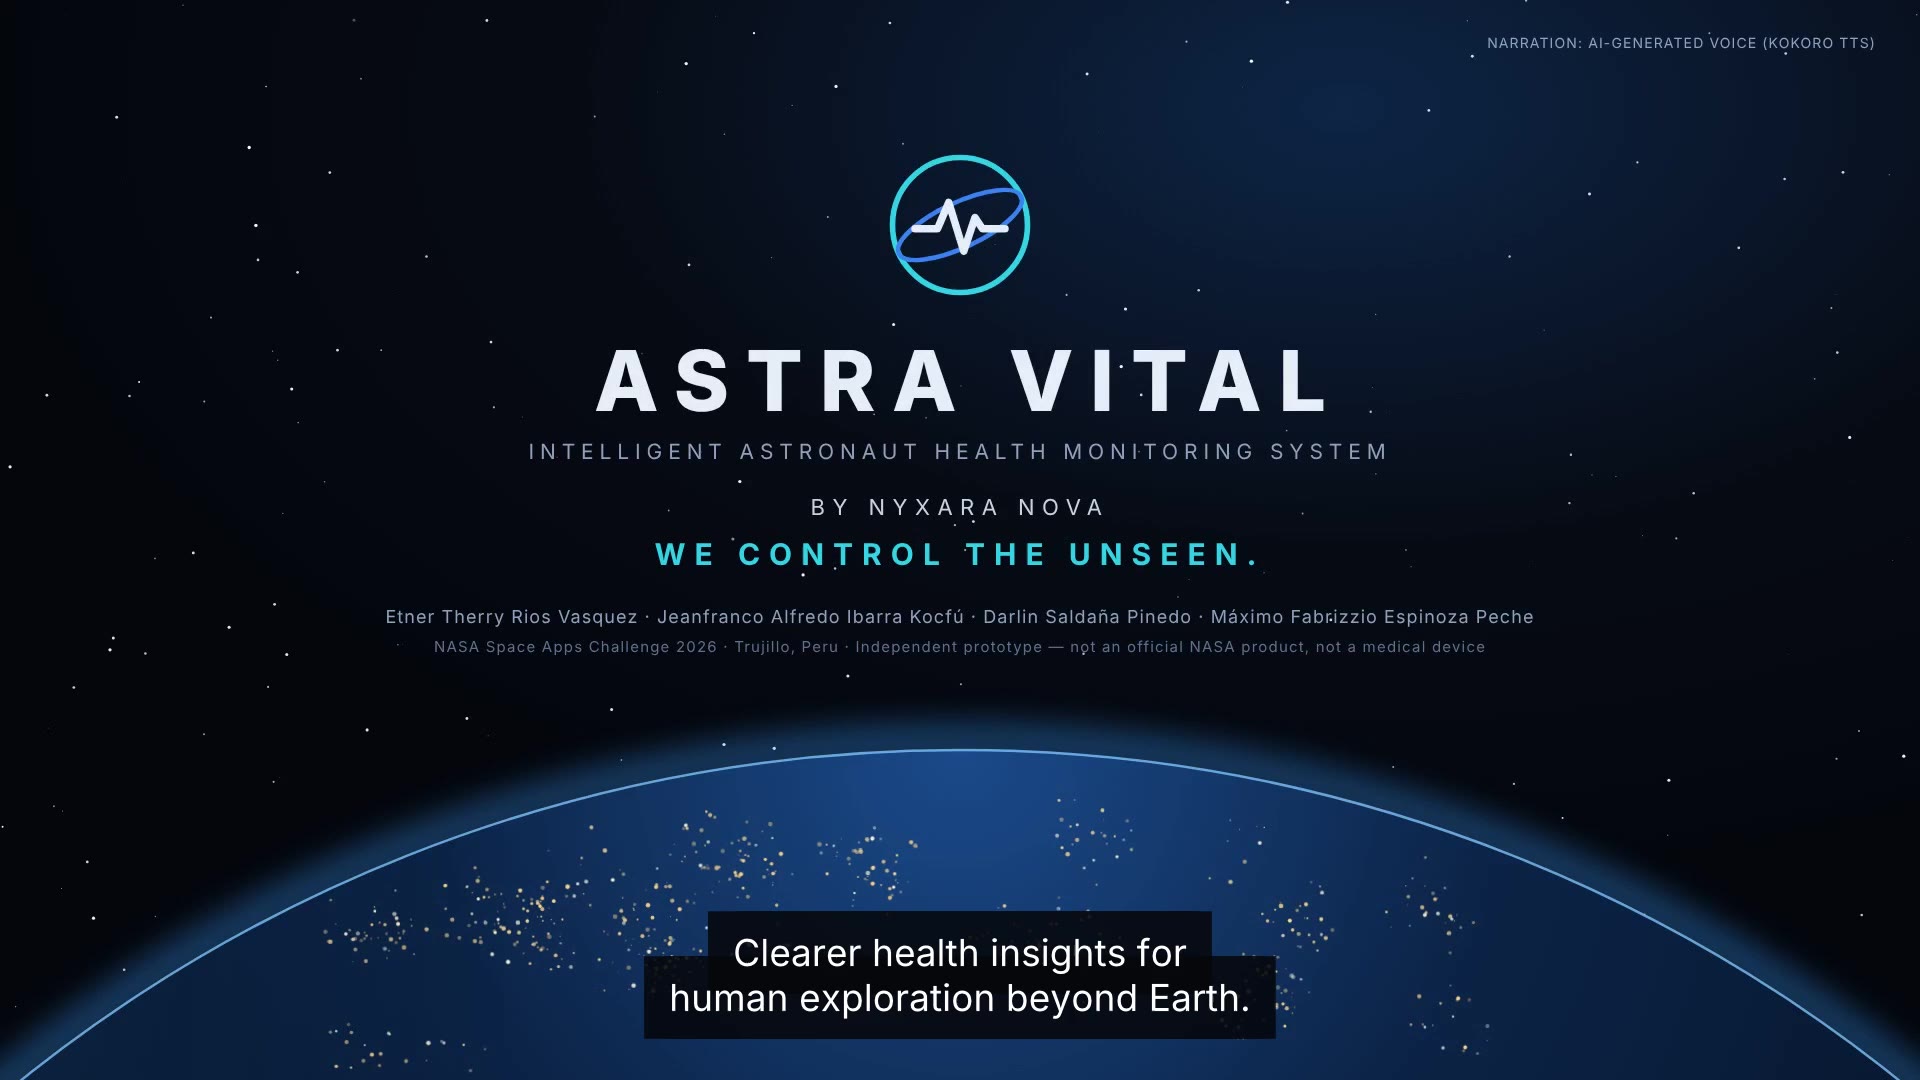 NARRATION: AI-GENERATED VOICE (KOKORO TTS)
ASTRA VITAL
INTELLIGENT ASTRONAUT HEALTH MONITORING SYSTEM
BY NYXARA NOVA
WE CONTROL THE UNSEEN.
Etner Therry Rios Vasquez · Jeanfranco Alfredo Ibarra Kocfú · Darlin Saldaña Pinedo · Máximo Fabrizzio Espinoza Peche
NASA Space Apps Challenge 2026 · Trujillo, Peru · Independent prototype — not an official NASA product, not a medical device
Clearer health insights for
human exploration beyond Earth.